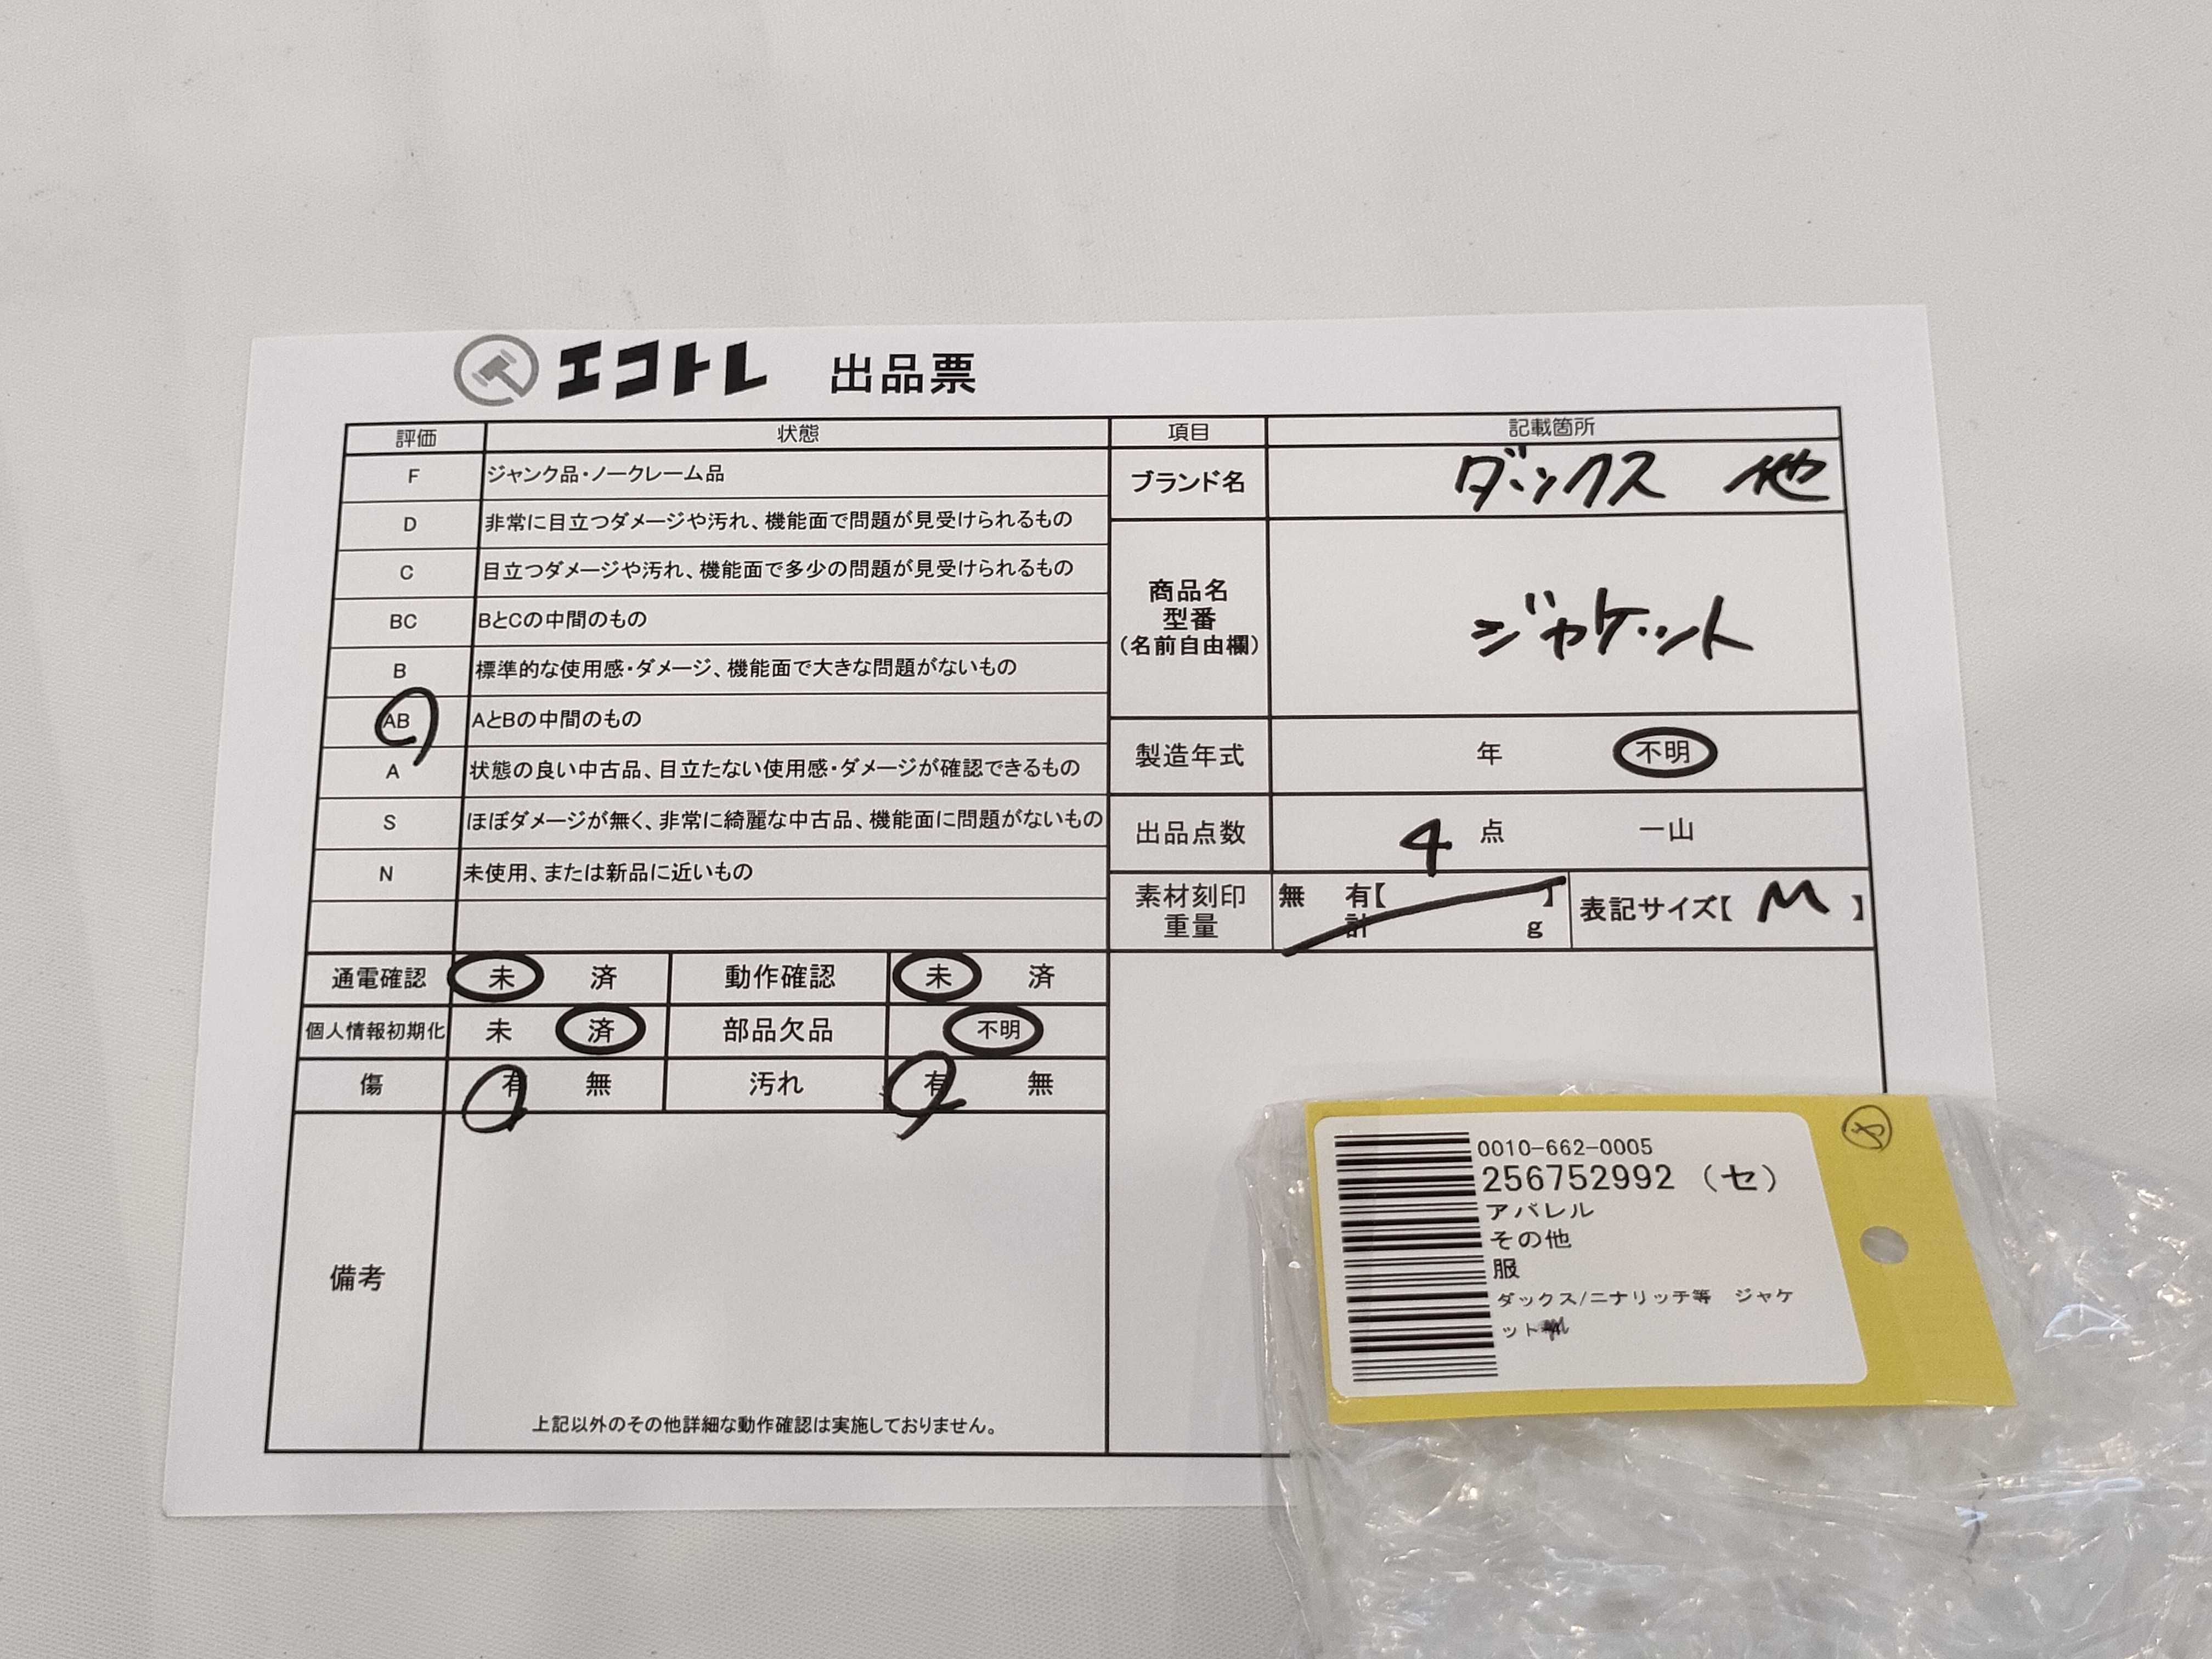 エコトレ 出品票
評価 状態 項目 記載箇所
F ジャンク品・ノークレーム品
D 非常に目立つダメージや汚れ、機能面で問題が見受けられるもの
C 目立つダメージや汚れ、機能面で多少の問題が見受けられるもの
BC BとCの中間のもの
B 標準的な使用感・ダメージ、機能面で大きな問題がないもの
AB AとBの中間のもの
A 状態の良い中古品、目立たない使用感・ダメージが確認できるもの
S ほぼダメージが無く、非常に綺麗な中古品、機能面に問題がないもの
N 未使用、または新品に近いもの
ブランド名 ダックス 他
商品名
型番
(名前自由欄)
ジャケット
製造年式 年 不明
出品点数 4 点 一山
素材刻印 無 有【 】
重量 計 g
表記サイズ【 M 】
通電確認 未 済 動作確認 未 済
個人情報初期化 未 済 部品欠品 不明
傷 有 無 汚れ 有 無
備考
上記以外のその他詳細な動作確認は実施しておりません。
0010-662-0005
256752992 (セ)
アパレル
その他
服
ダックス/ニナリッチ等 ジャケ
ット